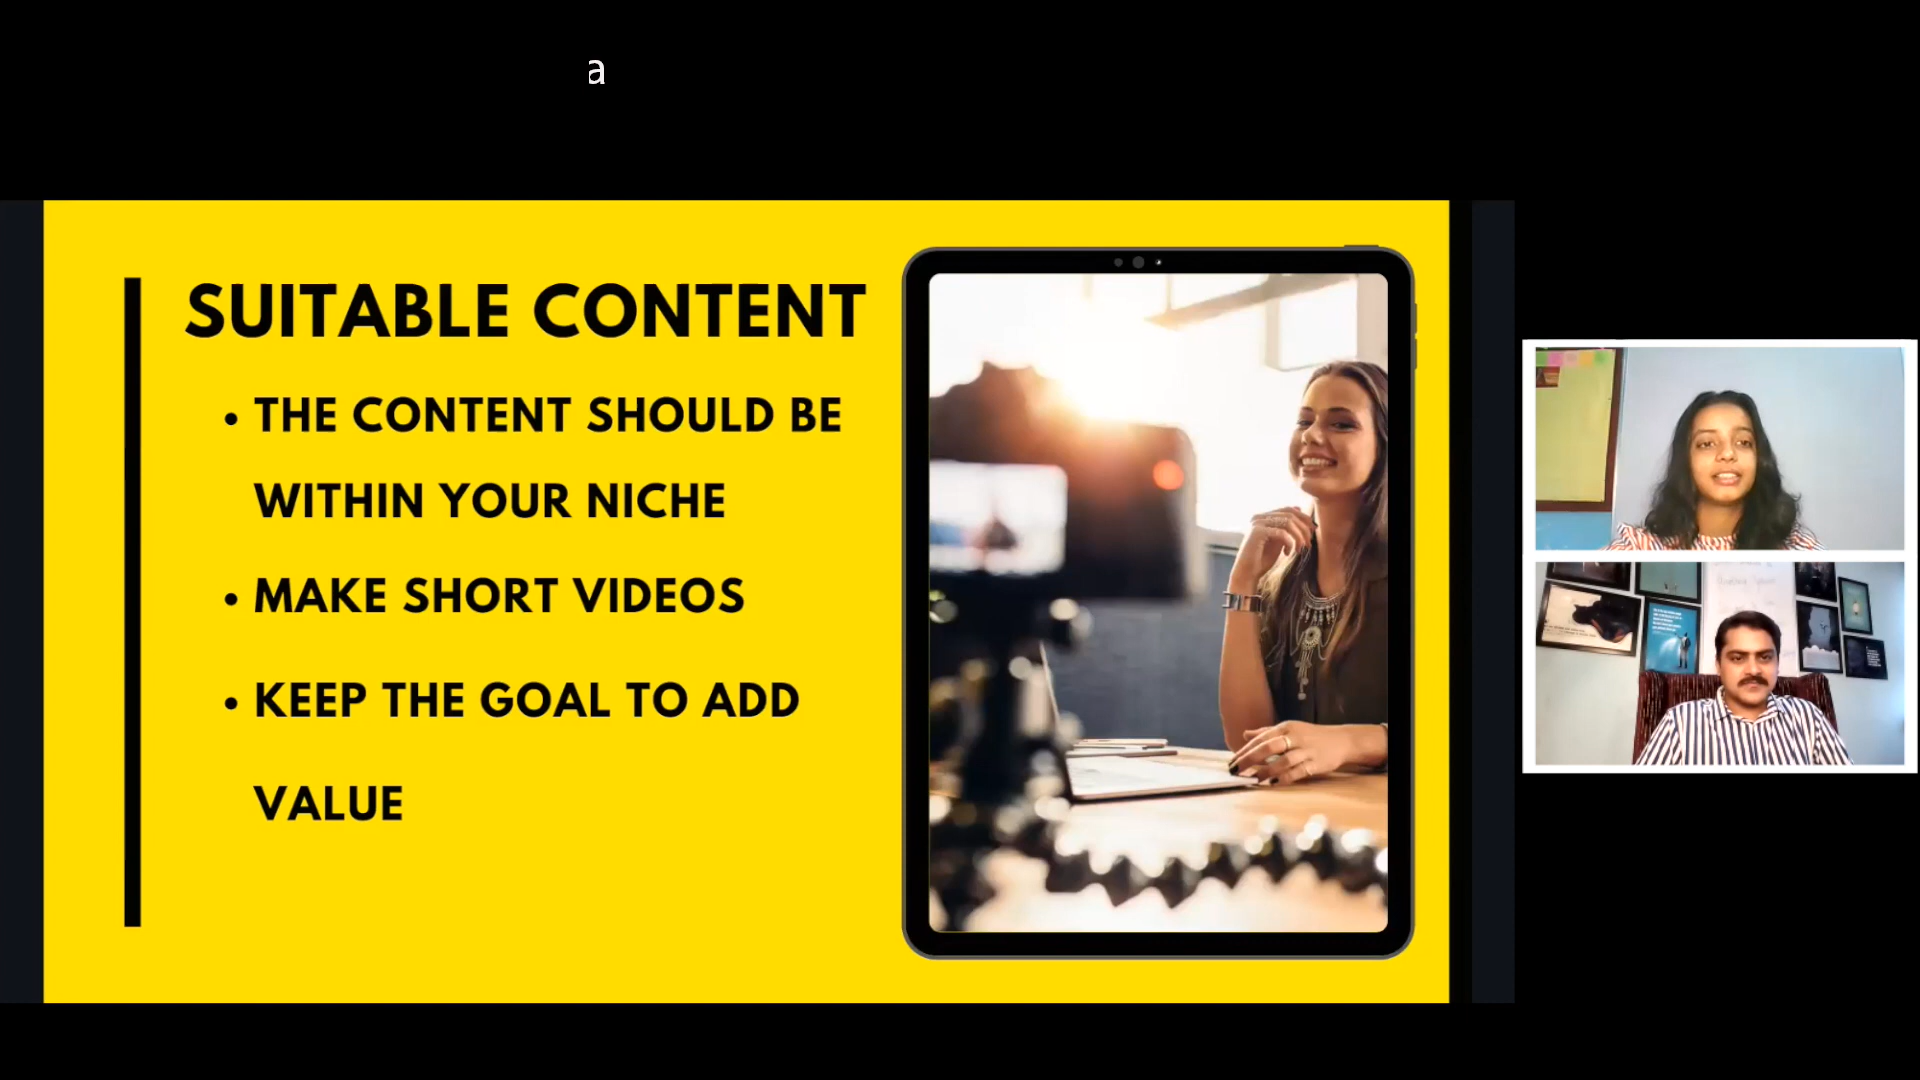 a
SUITABLE CONTENT
• THE CONTENT SHOULD BE
WITHIN YOUR NICHE
• MAKE SHORT VIDEOS
• KEEP THE GOAL TO ADD
VALUE